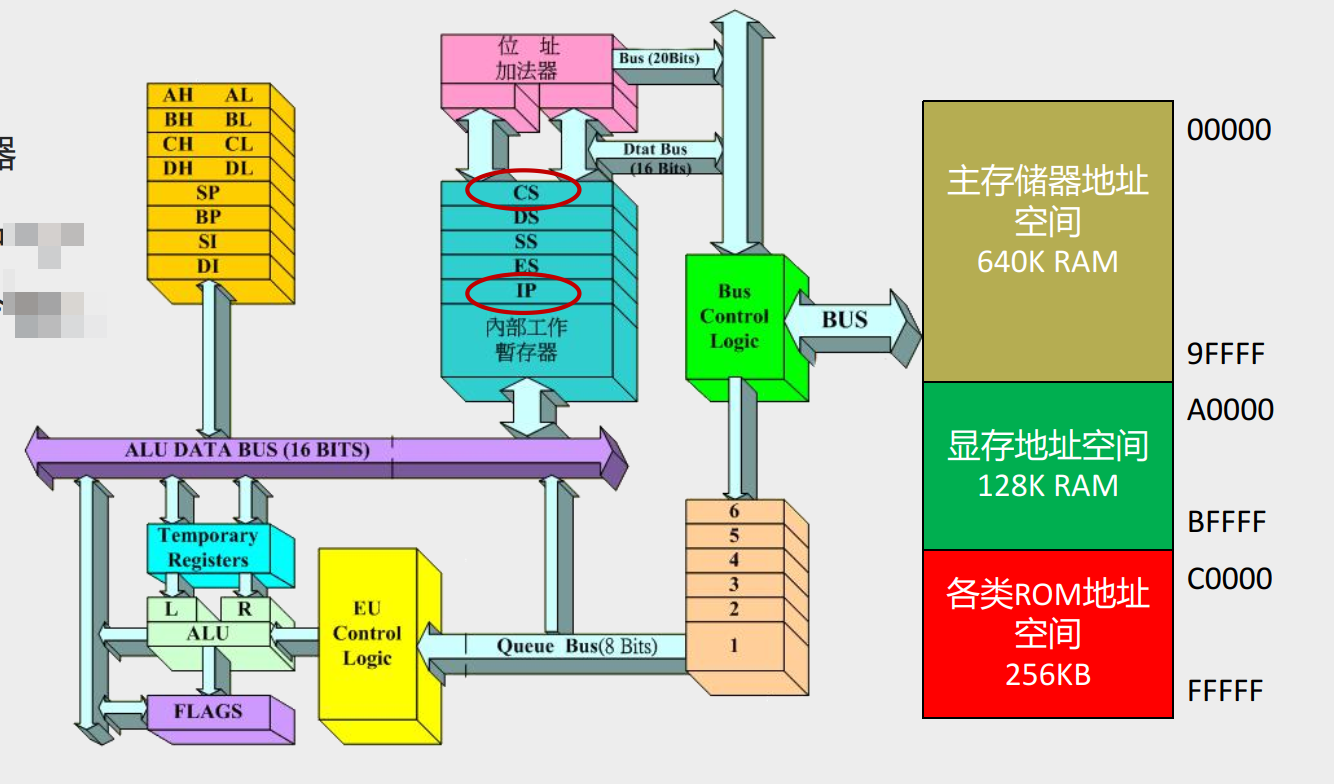 器
AH AL
BH BL
CH CL
DH DL
SP
BP
SI
DI
位 址
加法器
Bus (20Bits)
Dtat Bus
(16 Bits)
CS
DS
SS
ES
IP
內部工作
暫存器
Bus
Control
Logic
BUS
ALU DATA BUS (16 BITS)
Temporary
Registers
L R
ALU
FLAGS
EU
Control
Logic
Queue Bus(8 Bits)
6
5
4
3
2
1
主存储器地址
空间
640K RAM
显存地址空间
128K RAM
各类ROM地址
空间
256KB
00000
9FFFF
A0000
BFFFF
C0000
FFFFF